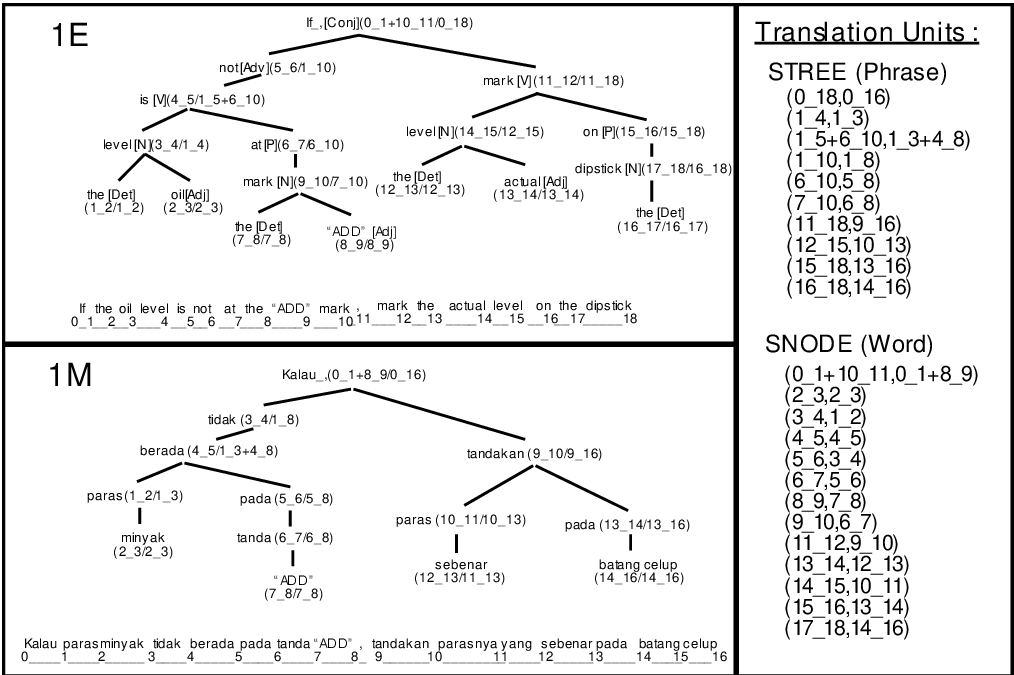 1E
If_,[Conj](0_1+10_11/0_18)
not[Adv](5_6/1_10)
mark [V](11_12/11_18)
is [V](4_5/1_5+6_10)
level[N](3_4/1_4)
at[P](6_7/6_10)
level[N](14_15/12_15)
on[P](15_16/15_18)
the [Det]
(1_2/1_2)
oil[Adj]
(2_3/2_3)
mark [N](9_10/7_10)
the [Det]
(12_13/12_13)
actual[Adj]
(13_14/13_14)
dipstick [N](17_18/16_18)
the [Det]
(7_8/7_8)
“ADD” [Adj]
(8_9/8_9)
the [Det]
(16_17/16_17)
If the oil level is not at the “ADD” mark , mark the actual level on the dipstick
0_1__2__3___4__5__6__7___8____9___10_11___12__13____14__15__16_17_____18
1M
Kalau_,(0_1+8_9/0_16)
tidak (3_4/1_8)
berada (4_5/1_3+4_8)
tandakan (9_10/9_16)
paras(1_2/1_3)
pada (5_6/5_8)
paras (10_11/10_13)
pada (13_14/13_16)
minyak
(2_3/2_3)
tanda (6_7/6_8)
sebenar
(12_13/11_13)
batang celup
(14_16/14_16)
“ADD”
(7_8/7_8)
Kalau parasminyak tidak berada pada tanda “ADD” , tandakan parasnya yang sebenar pada batang celup
0____1____2_____3____4_____5____6____7____8_ 9_____10______11____12_____13____14____15___16
Translation Units :
STREE (Phrase)
(0_18,0_16)
(1_4,1_3)
(1_5+6_10,1_3+4_8)
(1_10,1_8)
(6_10,5_8)
(7_10,6_8)
(11_18,9_16)
(12_15,10_13)
(15_18,13_16)
(16_18,14_16)
SNODE (Word)
(0_1+10_11,0_1+8_9)
(2_3,2_3)
(3_4,1_2)
(4_5,4_5)
(5_6,3_4)
(6_7,5_6)
(8_9,7_8)
(9_10,6_7)
(11_12,9_10)
(13_14,12_13)
(14_15,10_11)
(15_16,13_14)
(17_18,14_16)